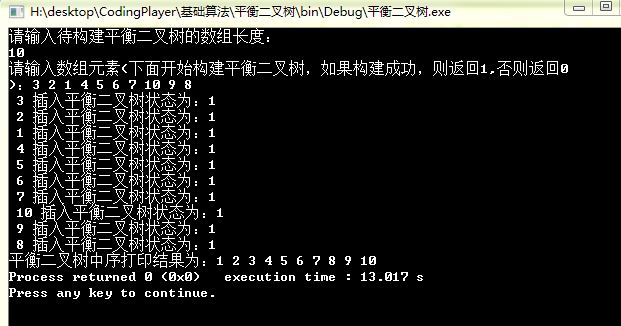 H:\desktop\CodingPlayer\基础算法\平衡二叉树\bin\Debug\平衡二叉树.exe
请输入待构建平衡二叉树的数组长度：
10
请输入数组元素<下面开始构建平衡二叉树，如果构建成功，则返回1,否则返回0
>：3 2 1 4 5 6 7 10 9 8
3 插入平衡二叉树状态为：1
2 插入平衡二叉树状态为：1
1 插入平衡二叉树状态为：1
4 插入平衡二叉树状态为：1
5 插入平衡二叉树状态为：1
6 插入平衡二叉树状态为：1
7 插入平衡二叉树状态为：1
10 插入平衡二叉树状态为：1
9 插入平衡二叉树状态为：1
8 插入平衡二叉树状态为：1
平衡二叉树中序打印结果为：1 2 3 4 5 6 7 8 9 10
Process returned 0 (0x0)   execution time : 13.017 s
Press any key to continue.